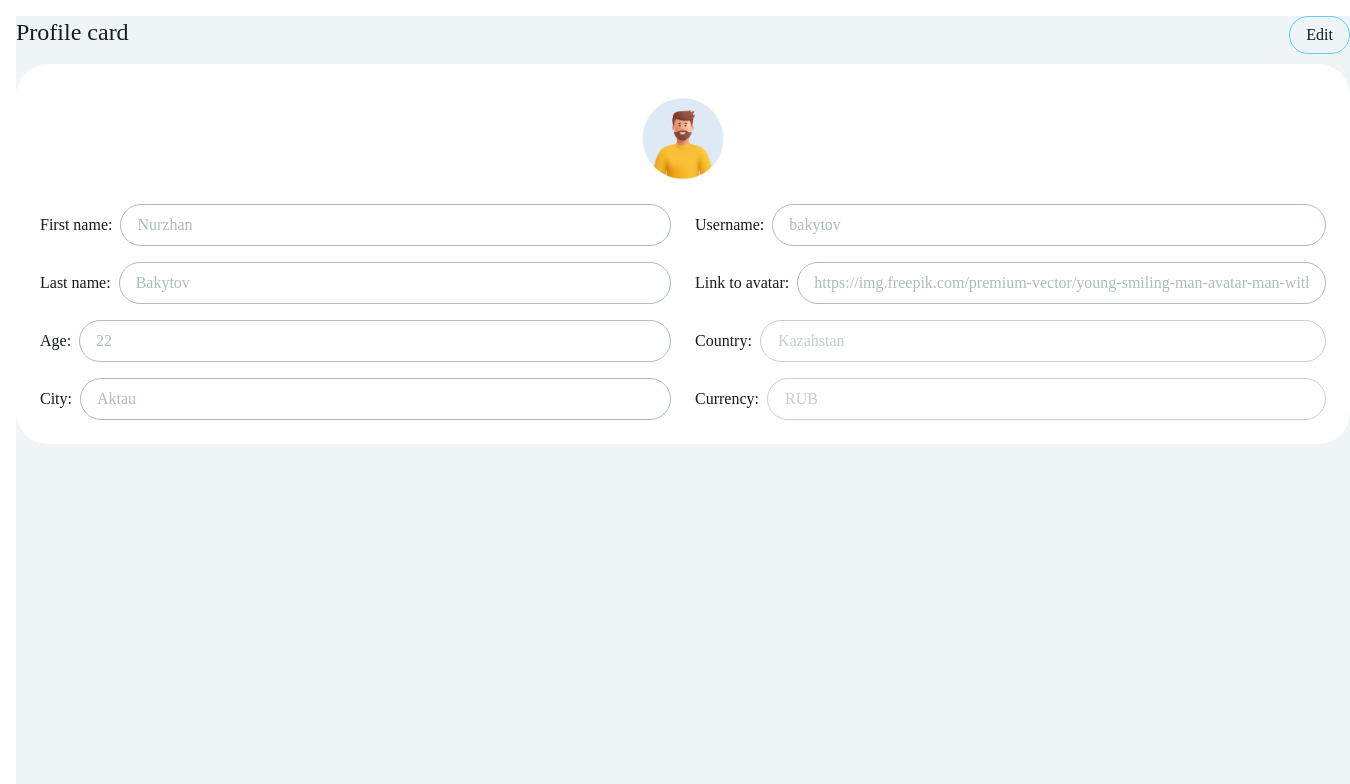 Profile card
Edit
First name: Nurzhan
Username: bakytov
Last name: Bakytov
Link to avatar: https://img.freepik.com/premium-vector/young-smiling-man-avatar-man-with
Age: 22
Country: Kazahstan
City: Aktau
Currency: RUB